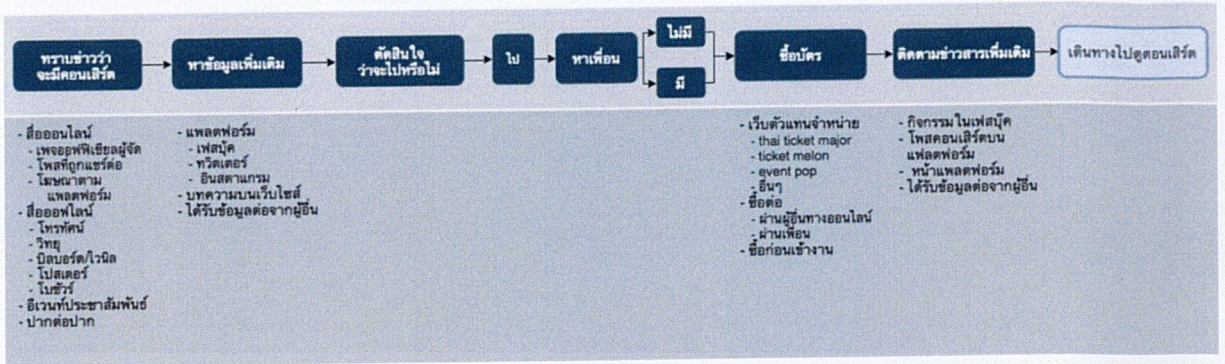 ทราบข่าวว่า
จะมีคอนเสิร์ต
หาข้อมูลเพิ่มเติม
ตัดสินใจ
ว่าจะไปหรือไม่
ไป
หาเพื่อน
ไม่มี
มี
ซื้อบัตร
ติดตามข่าวสารเพิ่มเติม
เดินทางไปดูคอนเสิร์ต
- สื่อออนไลน์
- เพจออฟฟิเชียลผู้จัด
- โพสที่ถูกแชร์ต่อ
- โฆษณาตาม
แพลตฟอร์ม
- สื่อออฟไลน์
- โทรทัศน์
- วิทยุ
- บิลบอร์ด/ไวนิล
- โปสเตอร์
- โบชัวร์
- อีเวนท์ประชาสัมพันธ์
- ปากต่อปาก
- แพลตฟอร์ม
- เฟสบุ๊ค
- ทวิตเตอร์
- อินสตาแกรม
- บทความบนเว็บไซส์
- ได้รับข้อมูลต่อจากผู้อื่น
- เว็บตัวแทนจำหน่าย
- thai ticket major
- ticket melon
- event pop
- อื่นๆ
- ซื้อต่อ
- ผ่านผู้อื่นทางออนไลน์
- ผ่านเพื่อน
- ซื้อก่อนเข้างาน
- กิจกรรมในเฟสบุ๊ค
- โพสคอนเสิร์ตบน
แฟลตฟอร์ม
- หน้าแพลตฟอร์ม
- ได้รับข้อมูลต่อจากผู้อื่น